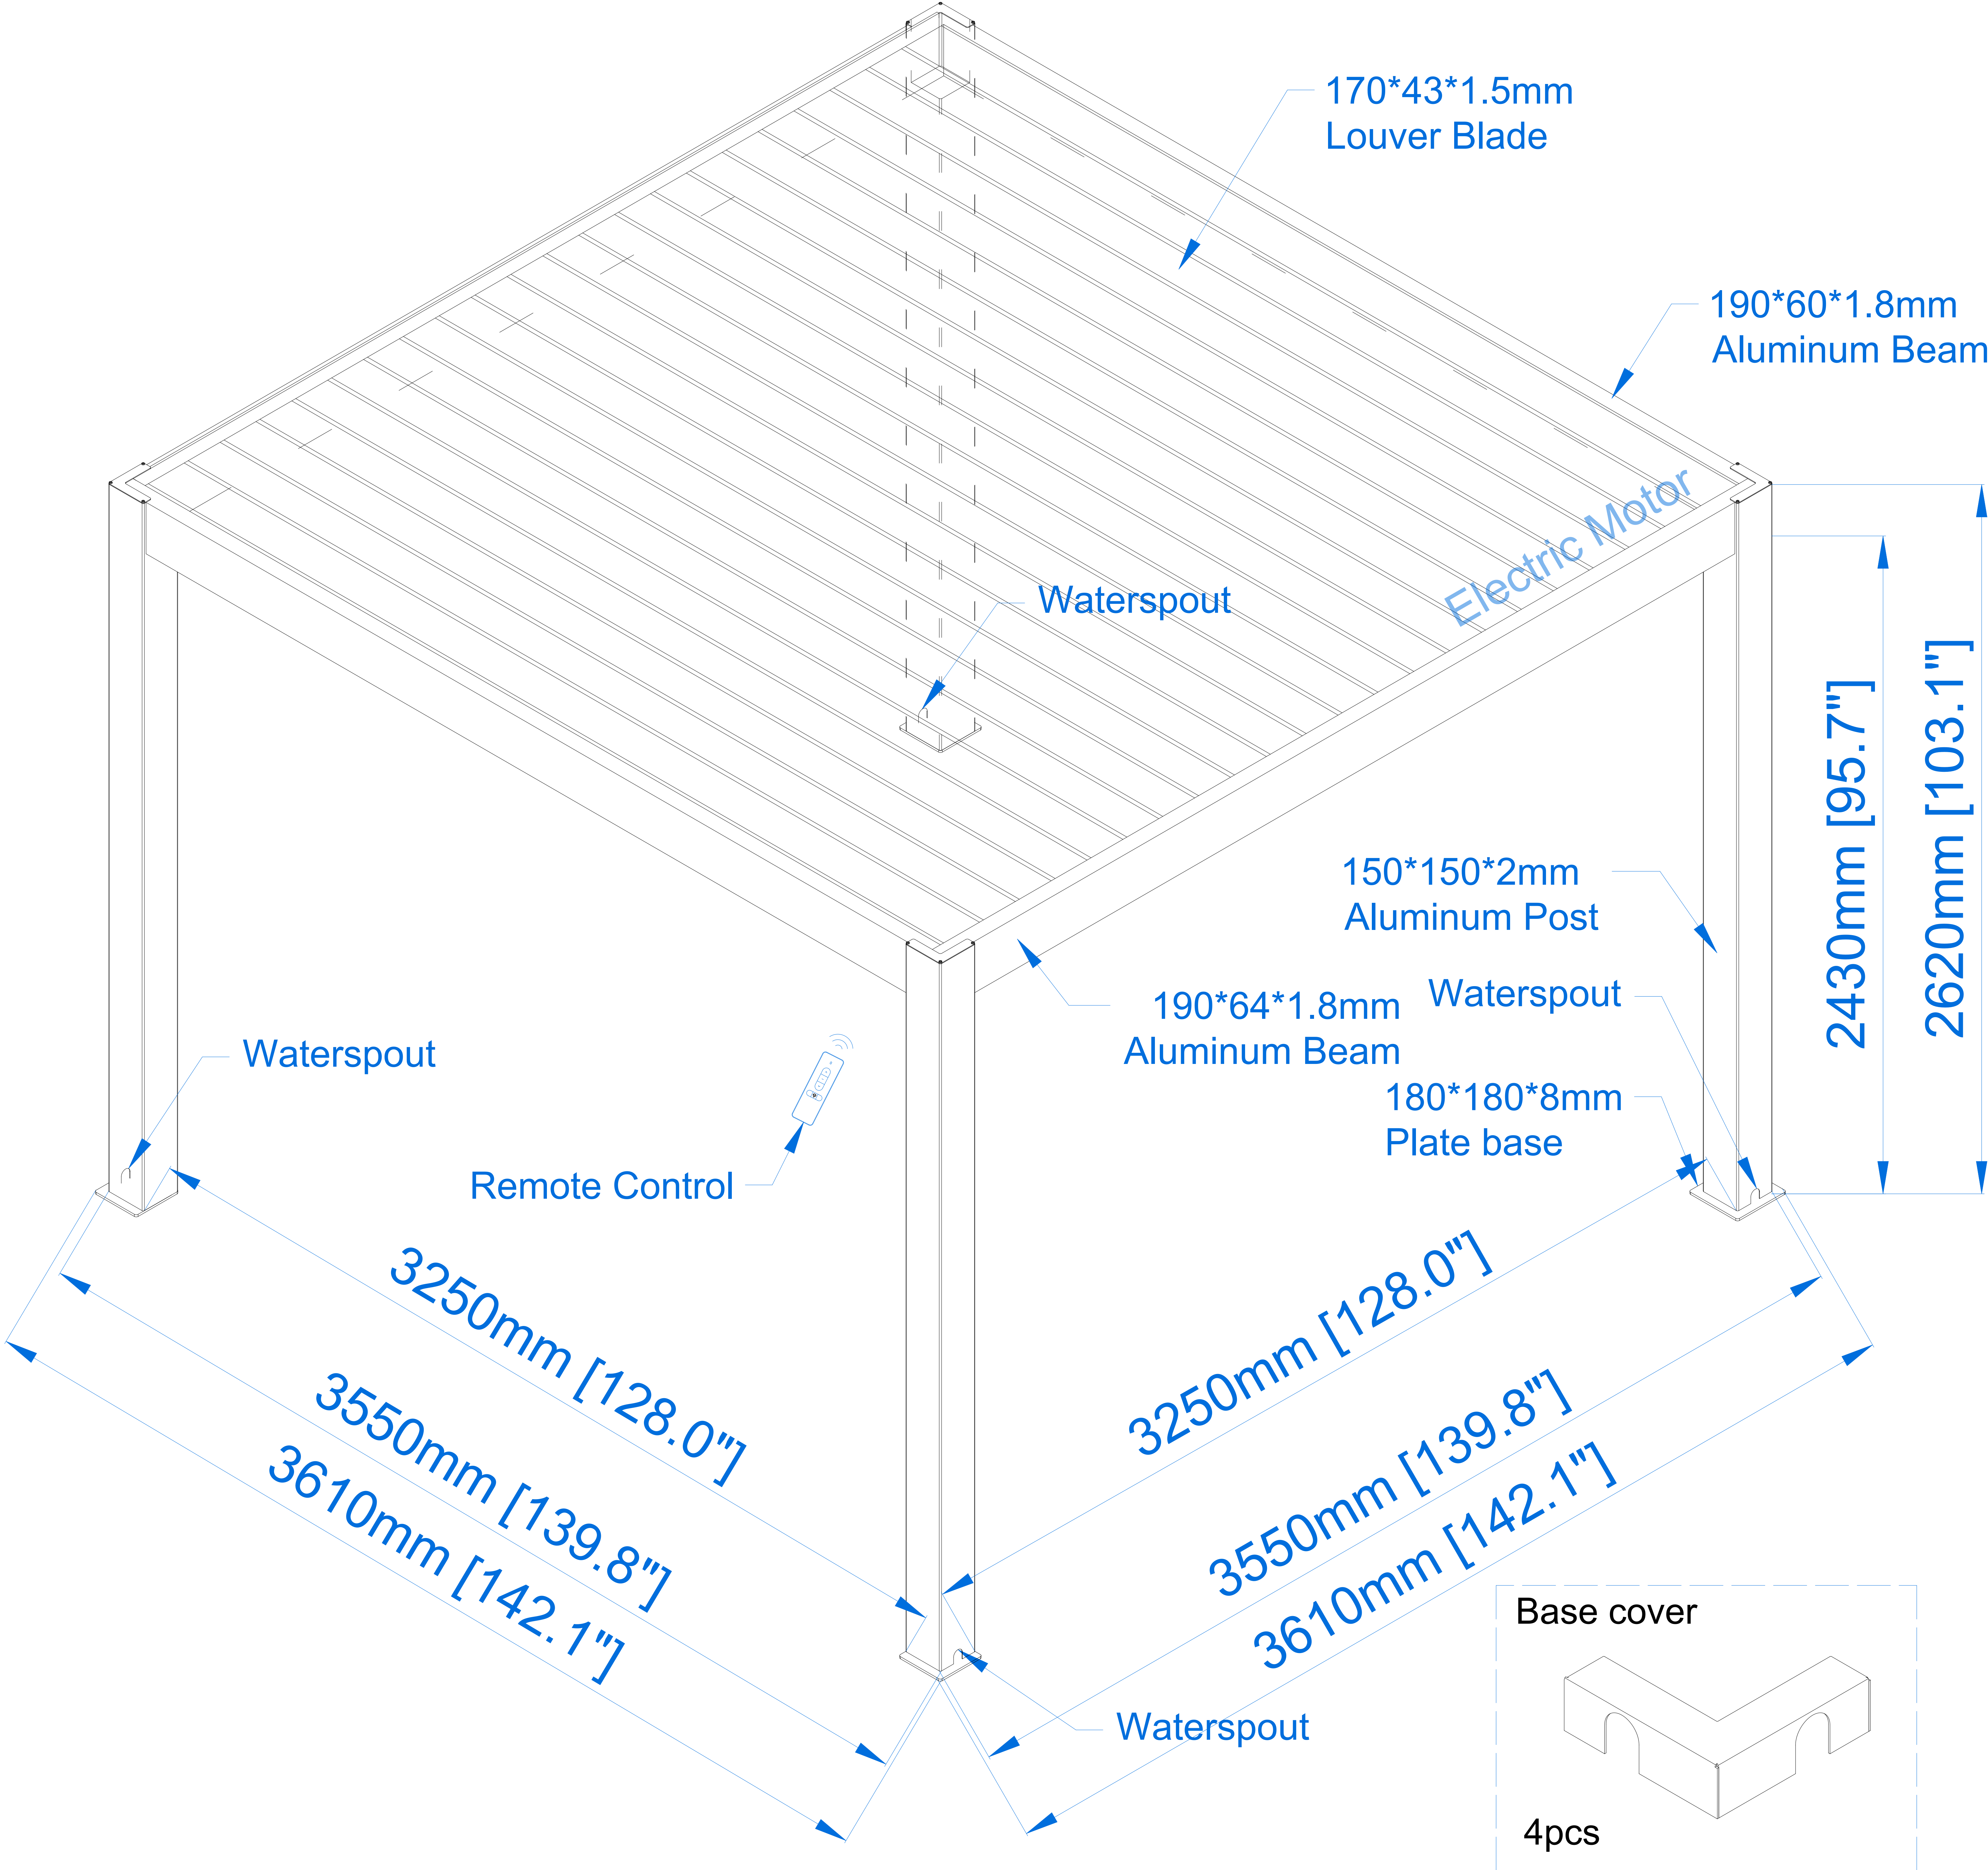 170*43*1.5mm
Louver Blade
190*60*1.8mm
Aluminum Beam
Electric Motor
Waterspout
2430mm [95.7"]
2620mm [103.1"]
150*150*2mm
Aluminum Post
Waterspout
190*64*1.8mm
Aluminum Beam
Waterspout
180*180*8mm
Plate base
Remote Control
3250mm [128.0"]
3550mm [139.8"]
3610mm [142.1"]
3250mm [128.0"]
3550mm [139.8"]
3610mm [142.1"]
Waterspout
Base cover
4pcs